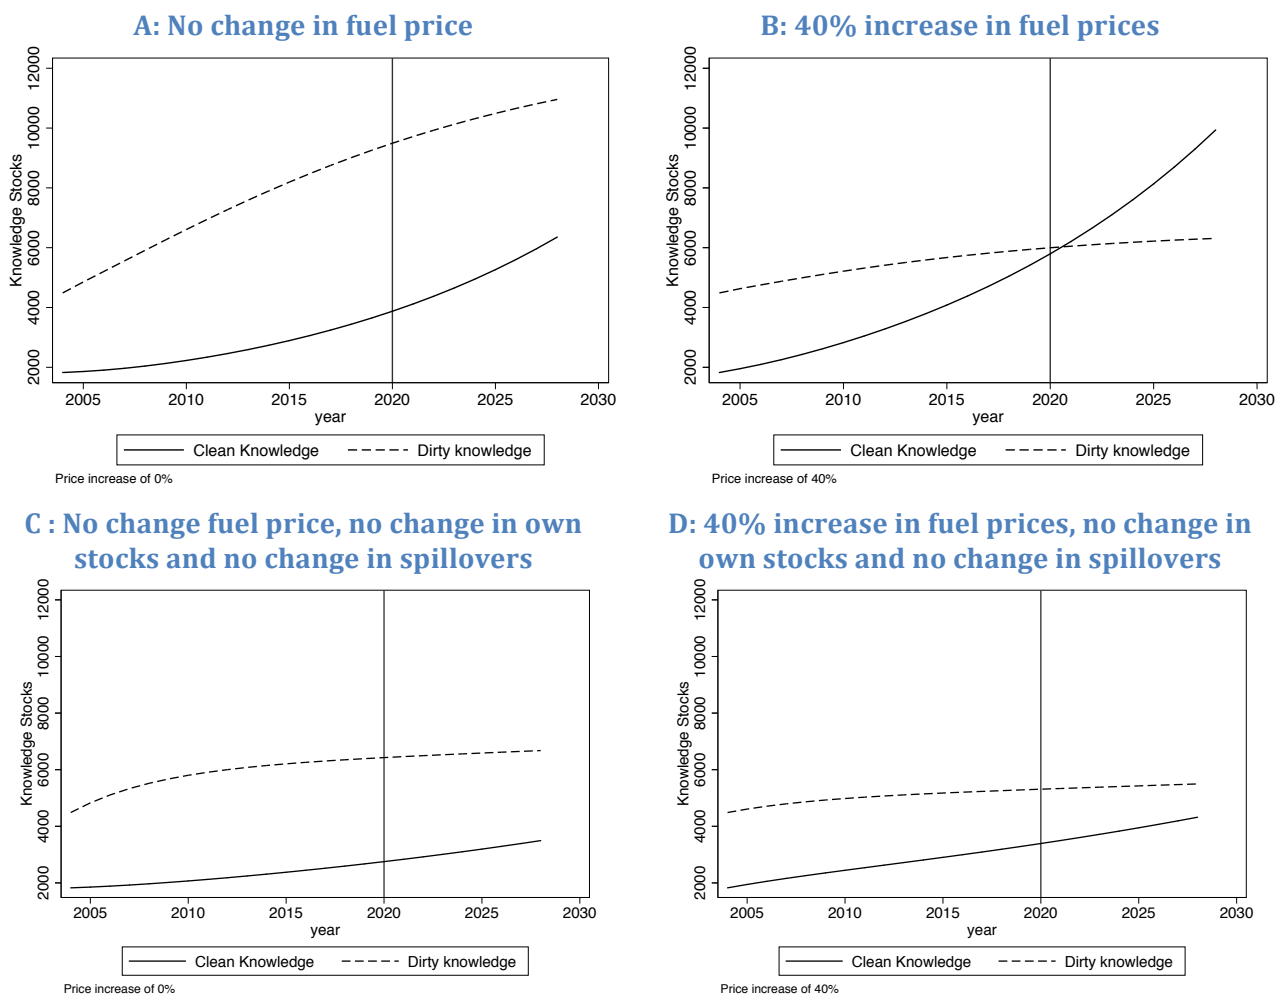 A: No change in fuel price
Knowledge Stocks
12000
10000
8000
6000
4000
2000
2005 2010 2015 2020 2025 2030
year
Clean Knowledge Dirty knowledge
Price increase of 0%
B: 40% increase in fuel prices
Knowledge Stocks
12000
10000
8000
6000
4000
2000
2005 2010 2015 2020 2025 2030
year
Clean Knowledge Dirty knowledge
Price increase of 40%
C : No change fuel price, no change in own
stocks and no change in spillovers
Knowledge Stocks
12000
10000
8000
6000
4000
2000
2005 2010 2015 2020 2025 2030
year
Clean Knowledge Dirty knowledge
Price increase of 0%
D: 40% increase in fuel prices, no change in
own stocks and no change in spillovers
Knowledge Stocks
12000
10000
8000
6000
4000
2000
2005 2010 2015 2020 2025 2030
year
Clean Knowledge Dirty knowledge
Price increase of 40%